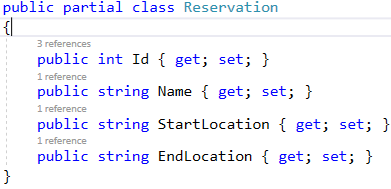 public partial class Reservation
{
3 references
public int Id { get; set; }
1 reference
public string Name { get; set; }
1 reference
public string StartLocation { get; set; }
1 reference
public string EndLocation { get; set; }
}